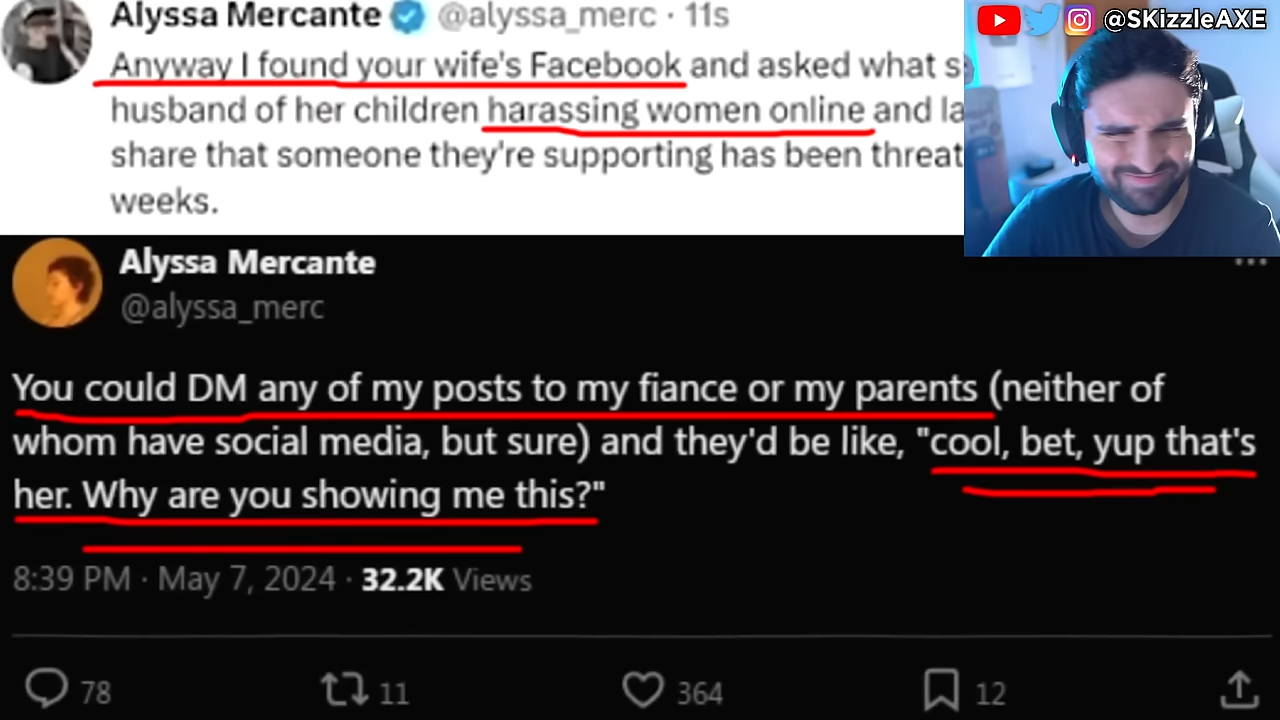 Alyssa Mercante @alyssa_merc · 11s
@SKizzleAXE
Anyway I found your wife's Facebook and asked what
husband of her children harassing women online and
share that someone they're supporting has been
weeks.
Alyssa Mercante
@alyssa_merc
You could DM any of my posts to my fiance or my parents (neither of
whom have social media, but sure) and they'd be like, "cool, bet, yup that's
her. Why are you showing me this?"
8:39 PM · May 7, 2024 · 32.2K Views
78 11 364 12